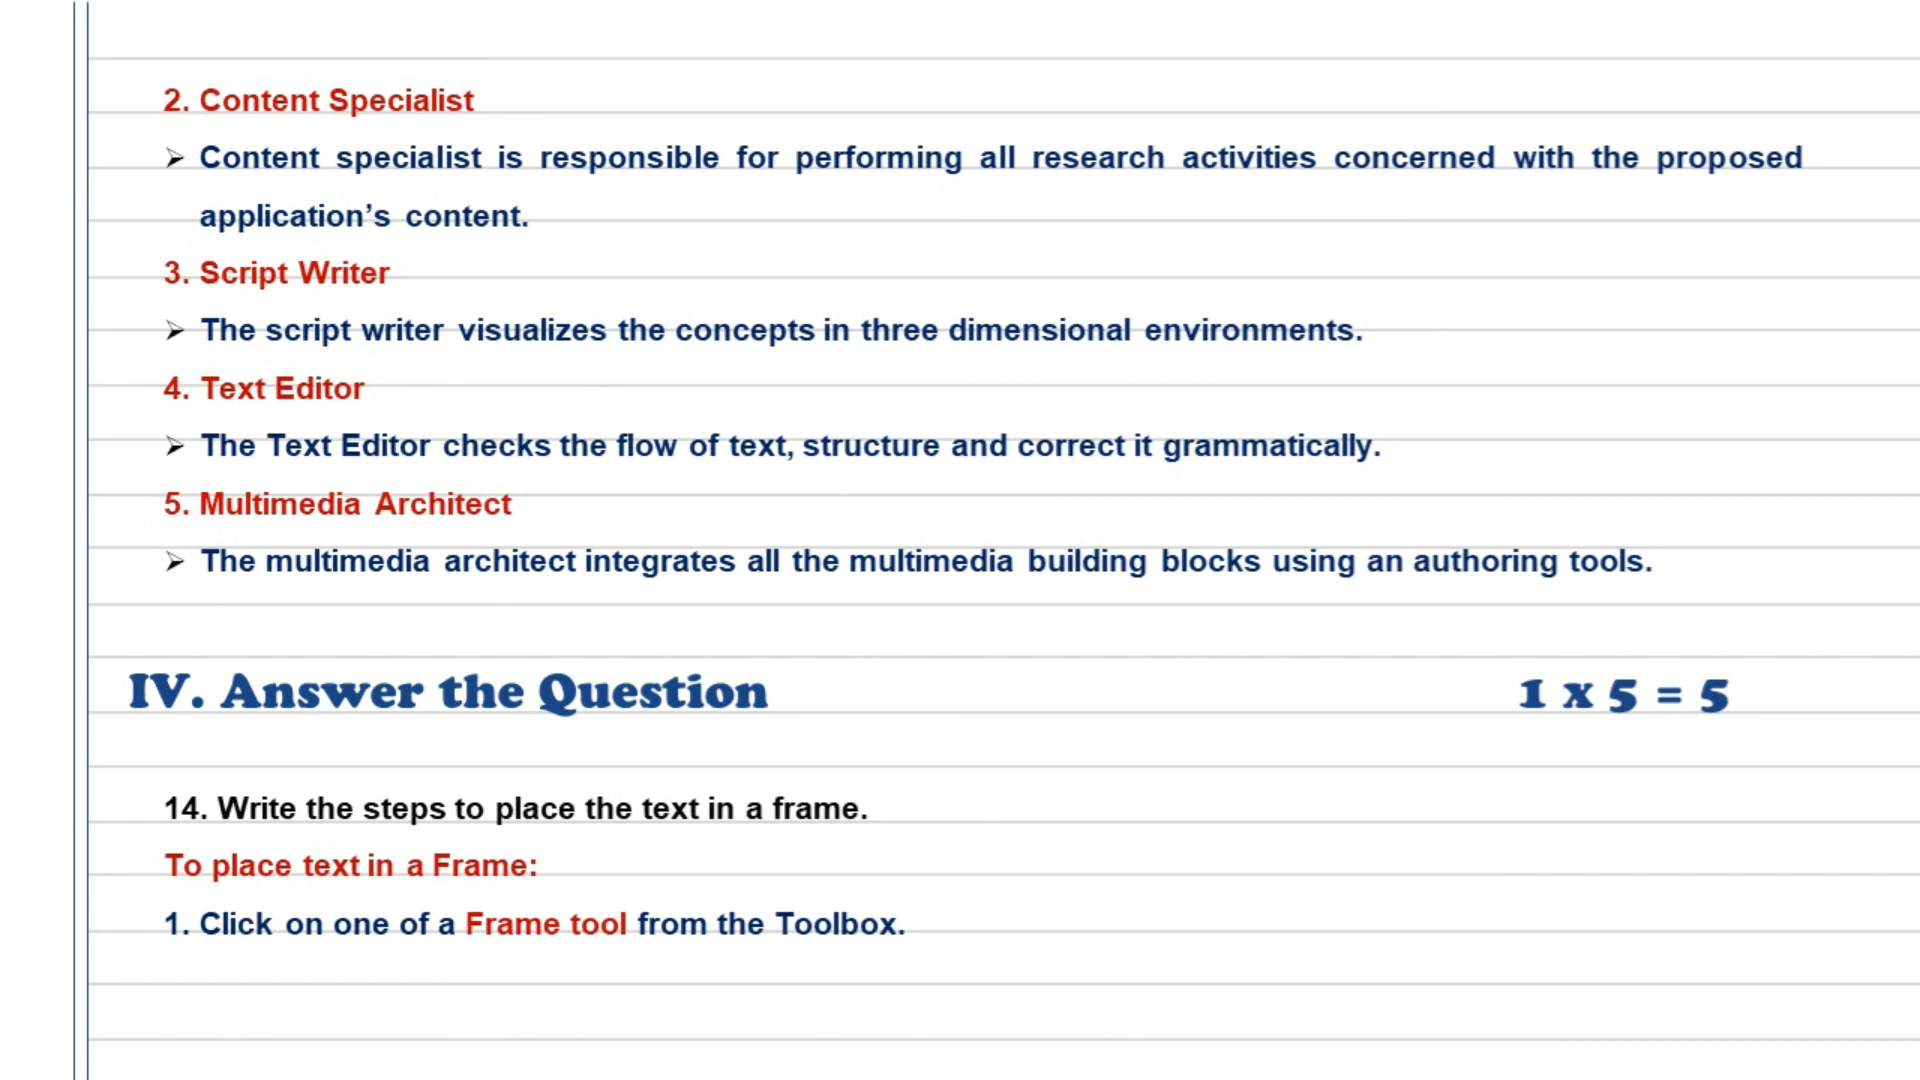 2. Content Specialist
➢ Content specialist is responsible for performing all research activities concerned with the proposed
application’s content.
3. Script Writer
➢ The script writer visualizes the concepts in three dimensional environments.
4. Text Editor
➢ The Text Editor checks the flow of text, structure and correct it grammatically.
5. Multimedia Architect
➢ The multimedia architect integrates all the multimedia building blocks using an authoring tools.
IV. Answer the Question 1 x 5 = 5
14. Write the steps to place the text in a frame.
To place text in a Frame:
1. Click on one of a Frame tool from the Toolbox.